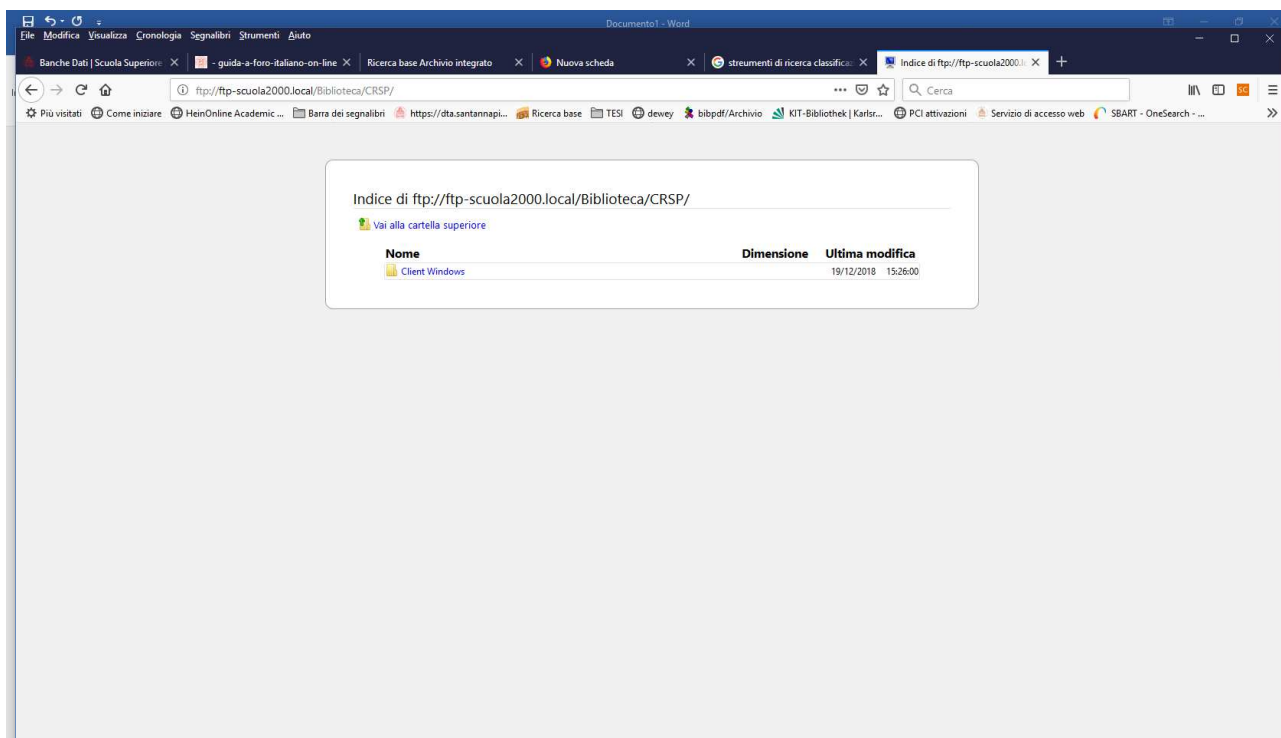 Documento1 - Word
File Modifica Visualizza Cronologia Segnalibri Strumenti Aiuto
Banche Dati | Scuola Superiore - guida-a-foro-italiano-on-line Ricerca base Archivio integrato Nuova scheda streumenti di ricerca classifica Indice di ftp://ftp-scuola2000.l
ftp://ftp-scuola2000.local/Biblioteca/CRSP/ Cerca SC
Più visitati Come iniziare HeinOnline Academic ... Barra dei segnalibri https://dta.santannapi... Ricerca base TESI dewey bibpdf/Archivio KIT-Bibliothek | Karlsr... PCI attivazioni Servizio di accesso web SBART - OneSearch - ...
Indice di ftp://ftp-scuola2000.local/Biblioteca/CRSP/
Vai alla cartella superiore
Nome Dimensione Ultima modifica
Client Windows 19/12/2018 15:26:00